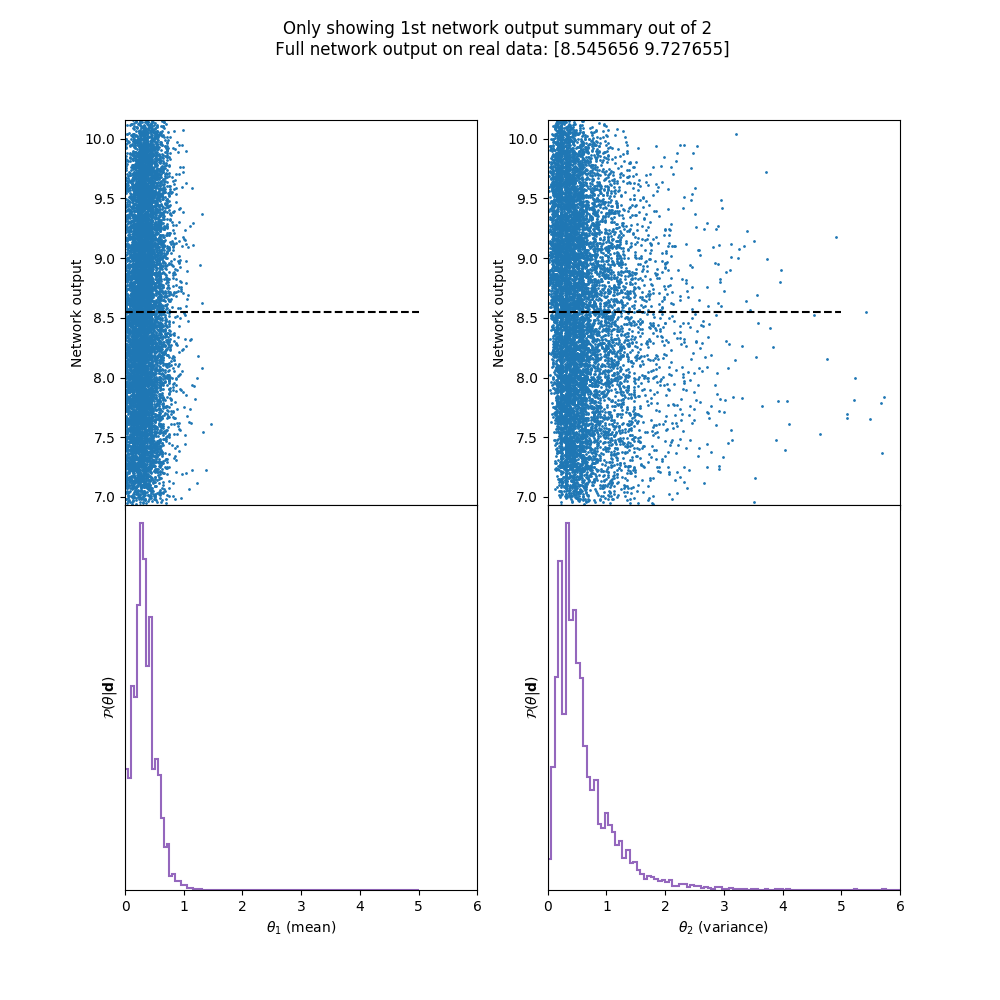 Only showing 1st network output summary out of 2
Full network output on real data: [8.545656 9.727655]
10.0
9.5
9.0
8.5
8.0
7.5
7.0
Network output
10.0
9.5
9.0
8.5
8.0
7.5
7.0
Network output
𝒫(θ|𝐝)
0 1 2 3 4 5 6
θ₁ (mean)
𝒫(θ|𝐝)
0 1 2 3 4 5 6
θ₂ (variance)